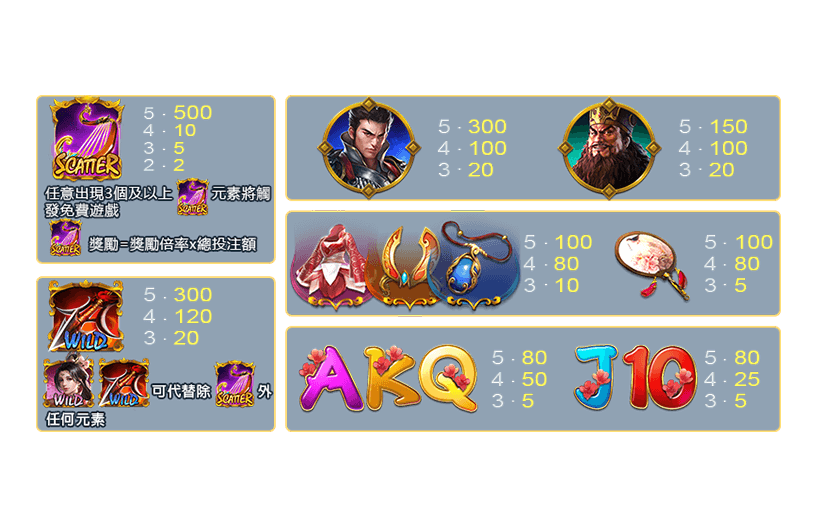 SCATTER
5 · 500
4 · 10
3 · 5
2 · 2
任意出現3個及以上 SCATTER 元素將觸
發免費遊戲
SCATTER 獎勵=獎勵倍率x總投注額
WILD
5 · 300
4 · 120
3 · 20
WILD WILD 可代替除 SCATTER 外
任何元素
5 · 300
4 · 100
3 · 20
5 · 150
4 · 100
3 · 20
5 · 100
4 · 80
3 · 10
5 · 100
4 · 80
3 · 5
A K Q
5 · 80
4 · 50
3 · 5
J 10
5 · 80
4 · 25
3 · 5